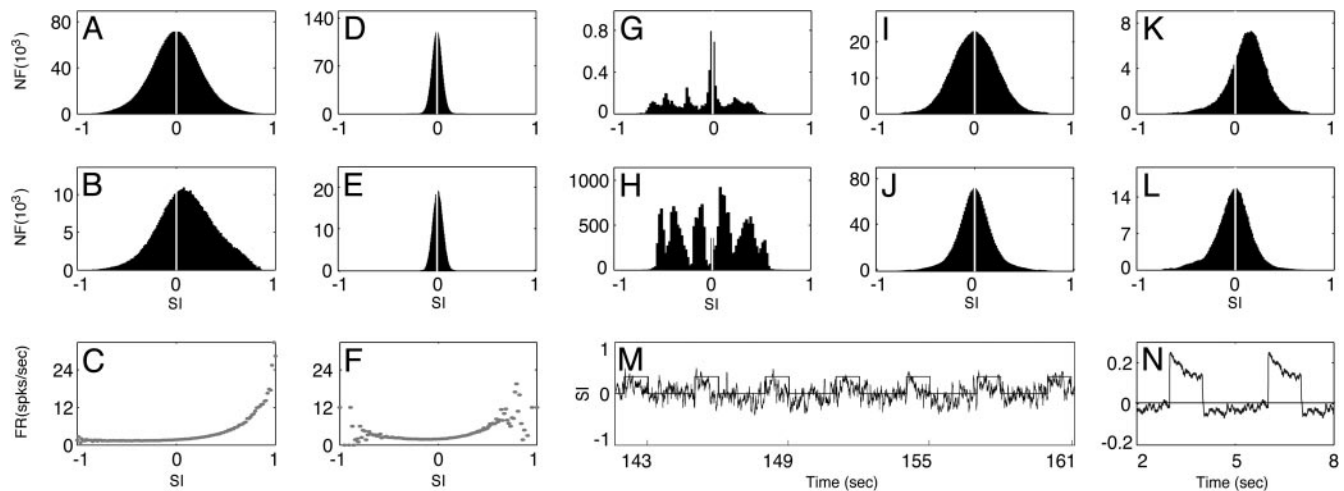 A D G I K
80 140 0.8 20 8
NF(10³)
40 70 0.4 10 4
0 0 0 0 0
-1 0 1 -1 0 1 -1 0 1 -1 0 1 -1 0 1
B E H J L
10 20 1000 80 14
NF(10³)
5 10 500 40 7
0 0 0 0 0
-1 0 1 -1 0 1 -1 0 1 -1 0 1 -1 0 1
SI SI SI SI SI
C F M N
FR(spks/sec)
24 24 1 0.2
12 12 SI 0 0
0 0 -1 -0.2
-1 0 1 -1 0 1 143 149 155 161 2 5 8
SI SI Time (sec) Time (sec)